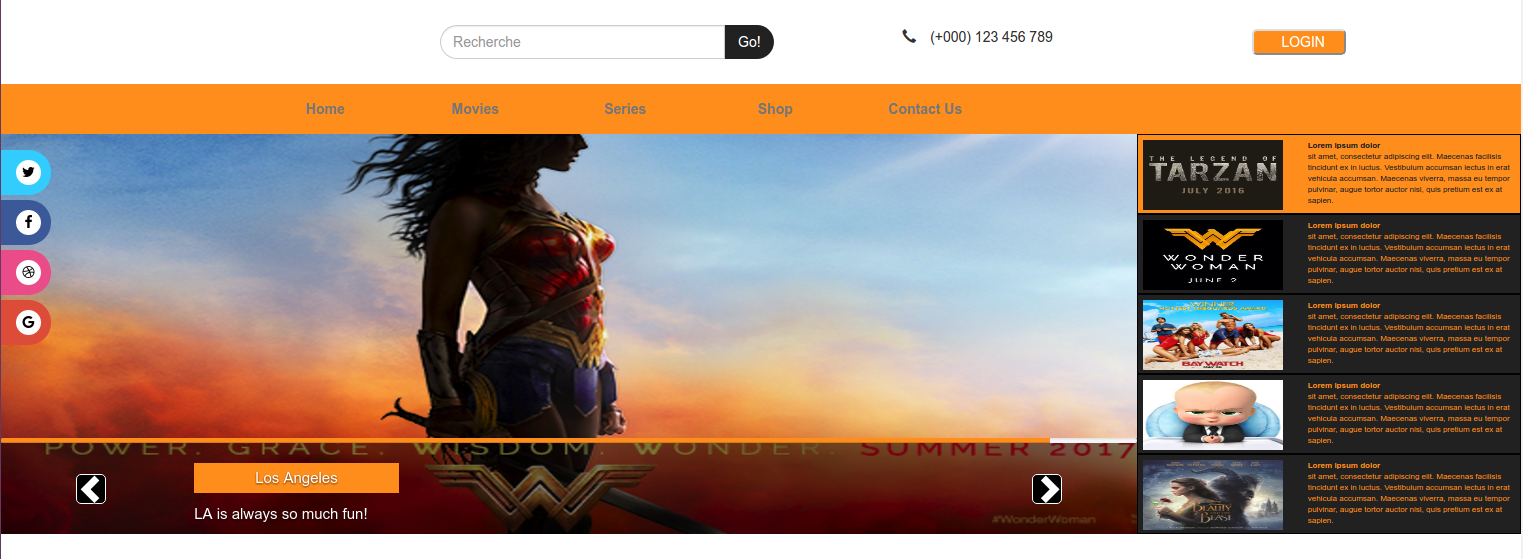 Recherche
Go!
(+000) 123 456 789
LOGIN
Home
Movies
Series
Shop
Contact Us
POWER. GRACE. WISDOM. WONDER. SUMMER 2017
Los Angeles
LA is always so much fun!
#WonderWoman
THE LEGEND OF
TARZAN
JULY 2016
Lorem ipsum dolor
sit amet, consectetur adipiscing elit. Maecenas facilisis
tincidunt ex in luctus. Vestibulum accumsan lectus in erat
vehicula accumsan. Maecenas viverra, massa eu tempor
pulvinar, augue tortor auctor nisl, quis pretium est ex at
sapien.
WONDER
WOMAN
JUNE 2
Lorem ipsum dolor
sit amet, consectetur adipiscing elit. Maecenas facilisis
tincidunt ex in luctus. Vestibulum accumsan lectus in erat
vehicula accumsan. Maecenas viverra, massa eu tempor
pulvinar, augue tortor auctor nisl, quis pretium est ex at
sapien.
BAYWATCH
Lorem ipsum dolor
sit amet, consectetur adipiscing elit. Maecenas facilisis
tincidunt ex in luctus. Vestibulum accumsan lectus in erat
vehicula accumsan. Maecenas viverra, massa eu tempor
pulvinar, augue tortor auctor nisl, quis pretium est ex at
sapien.
Lorem ipsum dolor
sit amet, consectetur adipiscing elit. Maecenas facilisis
tincidunt ex in luctus. Vestibulum accumsan lectus in erat
vehicula accumsan. Maecenas viverra, massa eu tempor
pulvinar, augue tortor auctor nisl, quis pretium est ex at
sapien.
BEAUTY
BEAST
Lorem ipsum dolor
sit amet, consectetur adipiscing elit. Maecenas facilisis
tincidunt ex in luctus. Vestibulum accumsan lectus in erat
vehicula accumsan. Maecenas viverra, massa eu tempor
pulvinar, augue tortor auctor nisl, quis pretium est ex at
sapien.